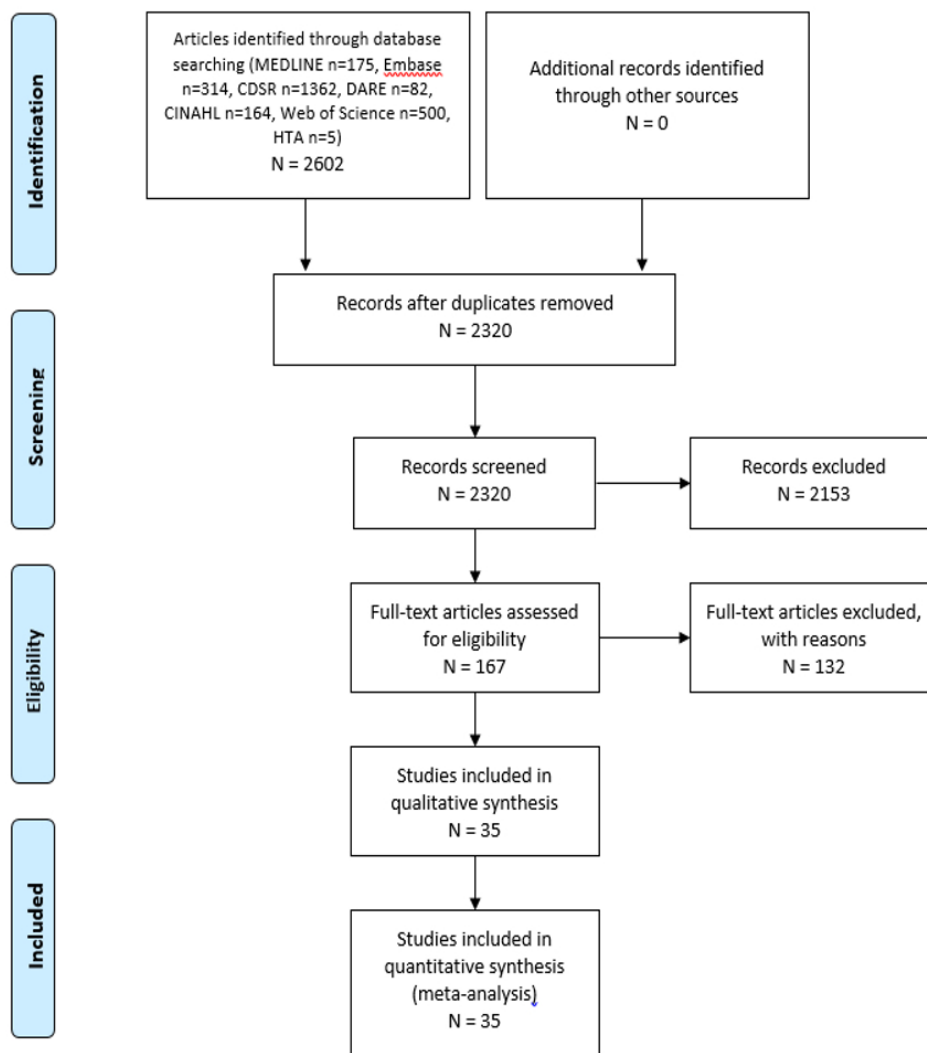 Identification
Articles identified through database
searching (MEDLINE n=175, Embase
n=314, CDSR n=1362, DARE n=82,
CINAHL n=164, Web of Science n=500,
HTA n=5)
N = 2602
Additional records identified
through other sources
N = 0
Records after duplicates removed
N = 2320
Screening
Records screened
N = 2320
Records excluded
N = 2153
Eligibility
Full-text articles assessed
for eligibility
N = 167
Full-text articles excluded,
with reasons
N = 132
Studies included in
qualitative synthesis
N = 35
Included
Studies included in
quantitative synthesis
(meta-analysis)
N = 35